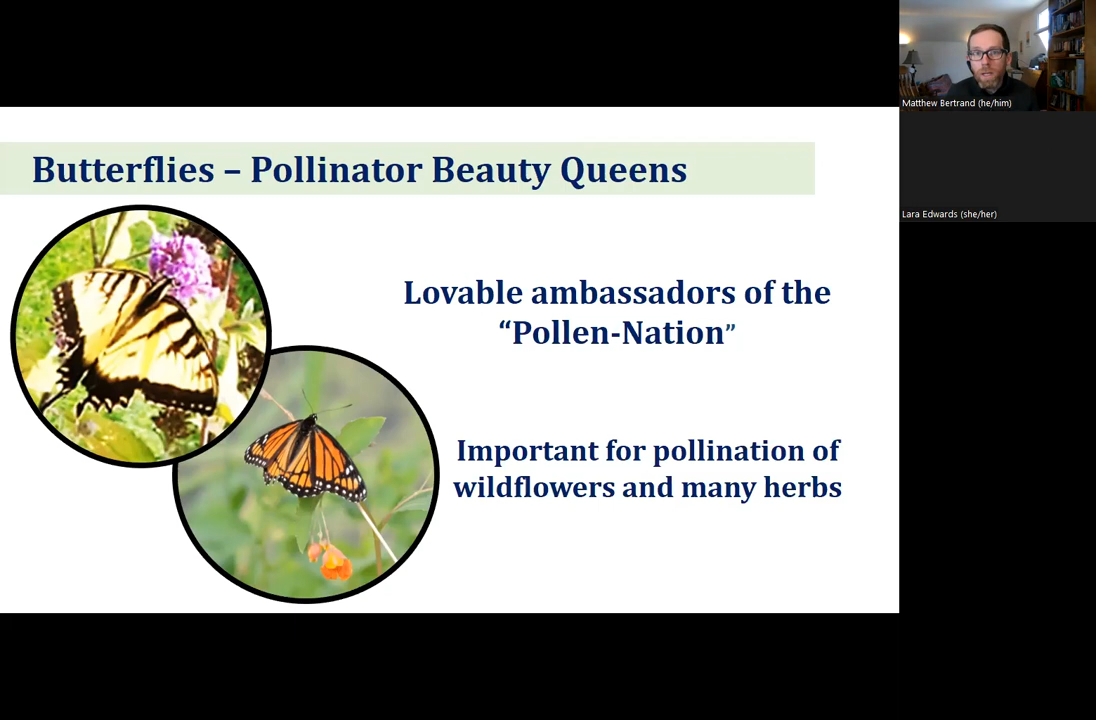 Matthew Bertrand (he/him)
Lara Edwards (she/her)
Butterflies – Pollinator Beauty Queens
Lovable ambassadors of the
“Pollen-Nation”
Important for pollination of
wildflowers and many herbs